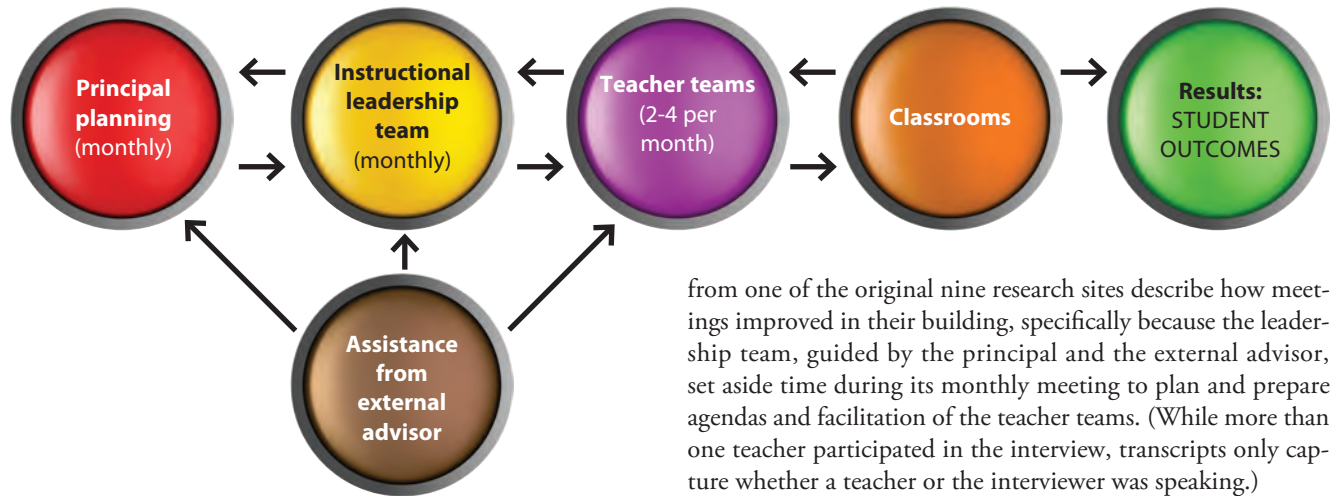 Principal
planning
(monthly)
Instructional
leadership
team
(monthly)
Teacher teams
(2-4 per
month)
Classrooms
Results:
STUDENT
OUTCOMES
Assistance
from
external
advisor
from one of the original nine research sites describe how meet-
ings improved in their building, specifically because the leader-
ship team, guided by the principal and the external advisor,
set aside time during its monthly meeting to plan and prepare
agendas and facilitation of the teacher teams. (While more than
one teacher participated in the interview, transcripts only cap-
ture whether a teacher or the interviewer was speaking.)